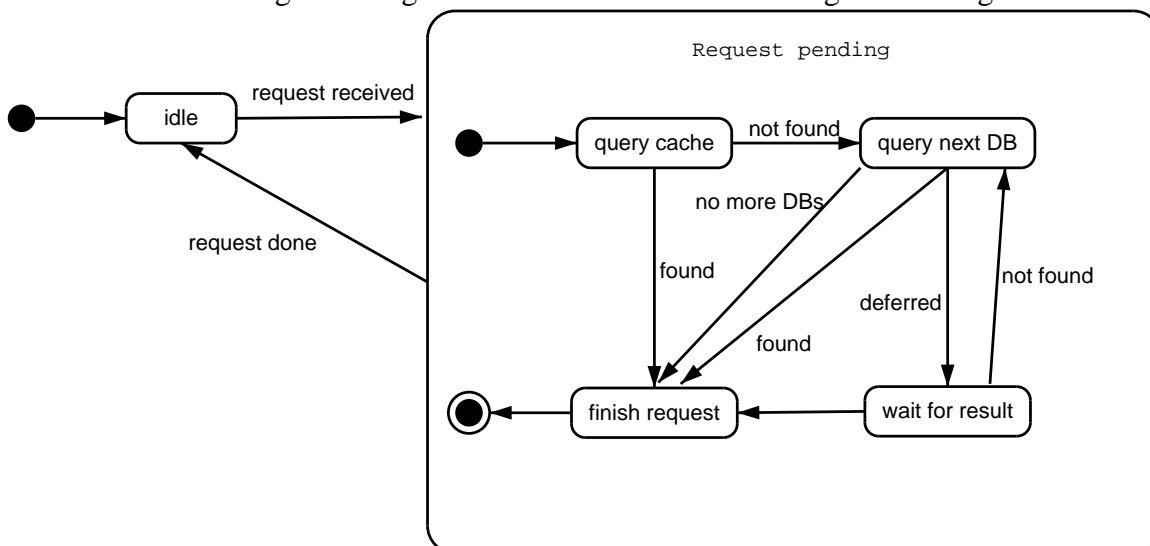 Request pending
request received
idle
query cache
not found
query next DB
no more DBs
request done
found
not found
deferred
found
finish request
wait for result